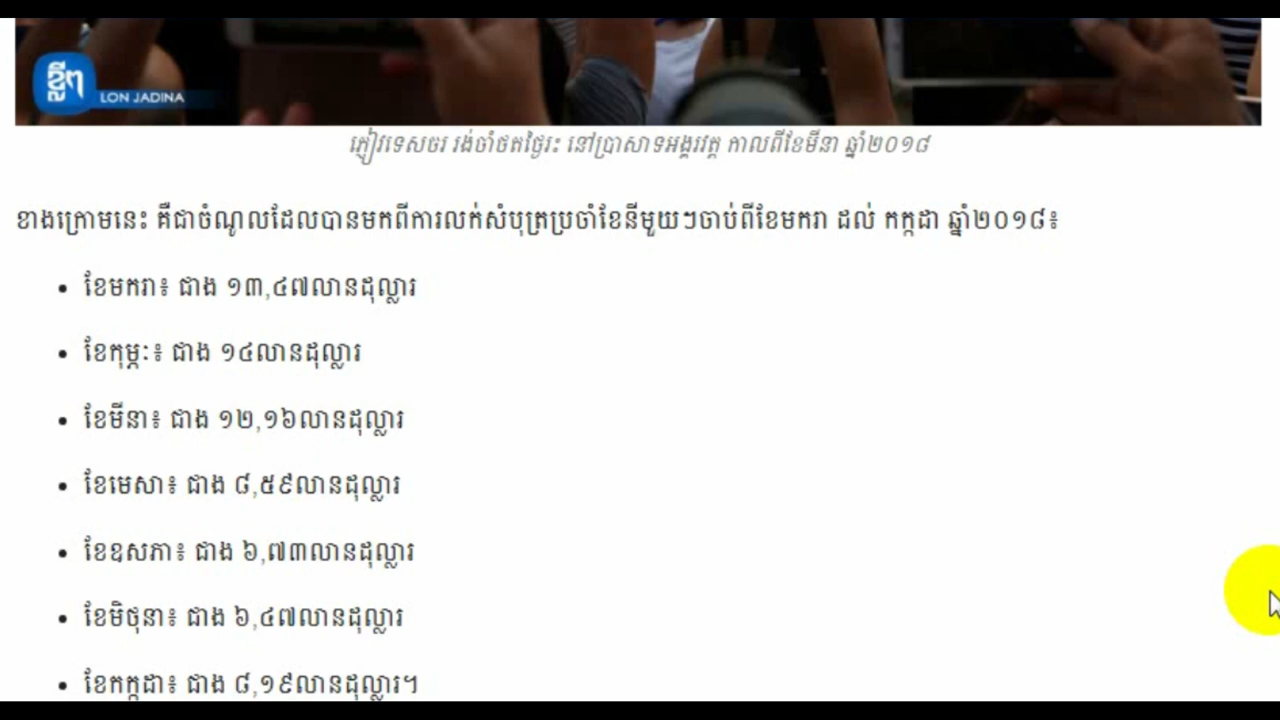 ខ្លីៗ
LON JADINA
ភ្ញៀវទេសចរ រង់ចាំថតថ្ងៃរះ នៅប្រាសាទអង្គរវត្ត កាលពីខែមីនា ឆ្នាំ២០១៨
ខាងក្រោមនេះ គឺជាចំណូលដែលបានមកពីការលក់សំបុត្រប្រចាំខែនីមួយៗចាប់ពីខែមករា ដល់ កក្កដា ឆ្នាំ២០១៨៖
• ខែមករា៖ ជាង ១៣,៤៧លានដុល្លារ
• ខែកុម្ភៈ៖ ជាង ១៤លានដុល្លារ
• ខែមីនា៖ ជាង ១២,១៦លានដុល្លារ
• ខែមេសា៖ ជាង ៨,៥៩លានដុល្លារ
• ខែឧសភា៖ ជាង ៦,៧៣លានដុល្លារ
• ខែមិថុនា៖ ជាង ៦,៤៧លានដុល្លារ
• ខែកក្កដា៖ ជាង ៨,១៩លានដុល្លារ។